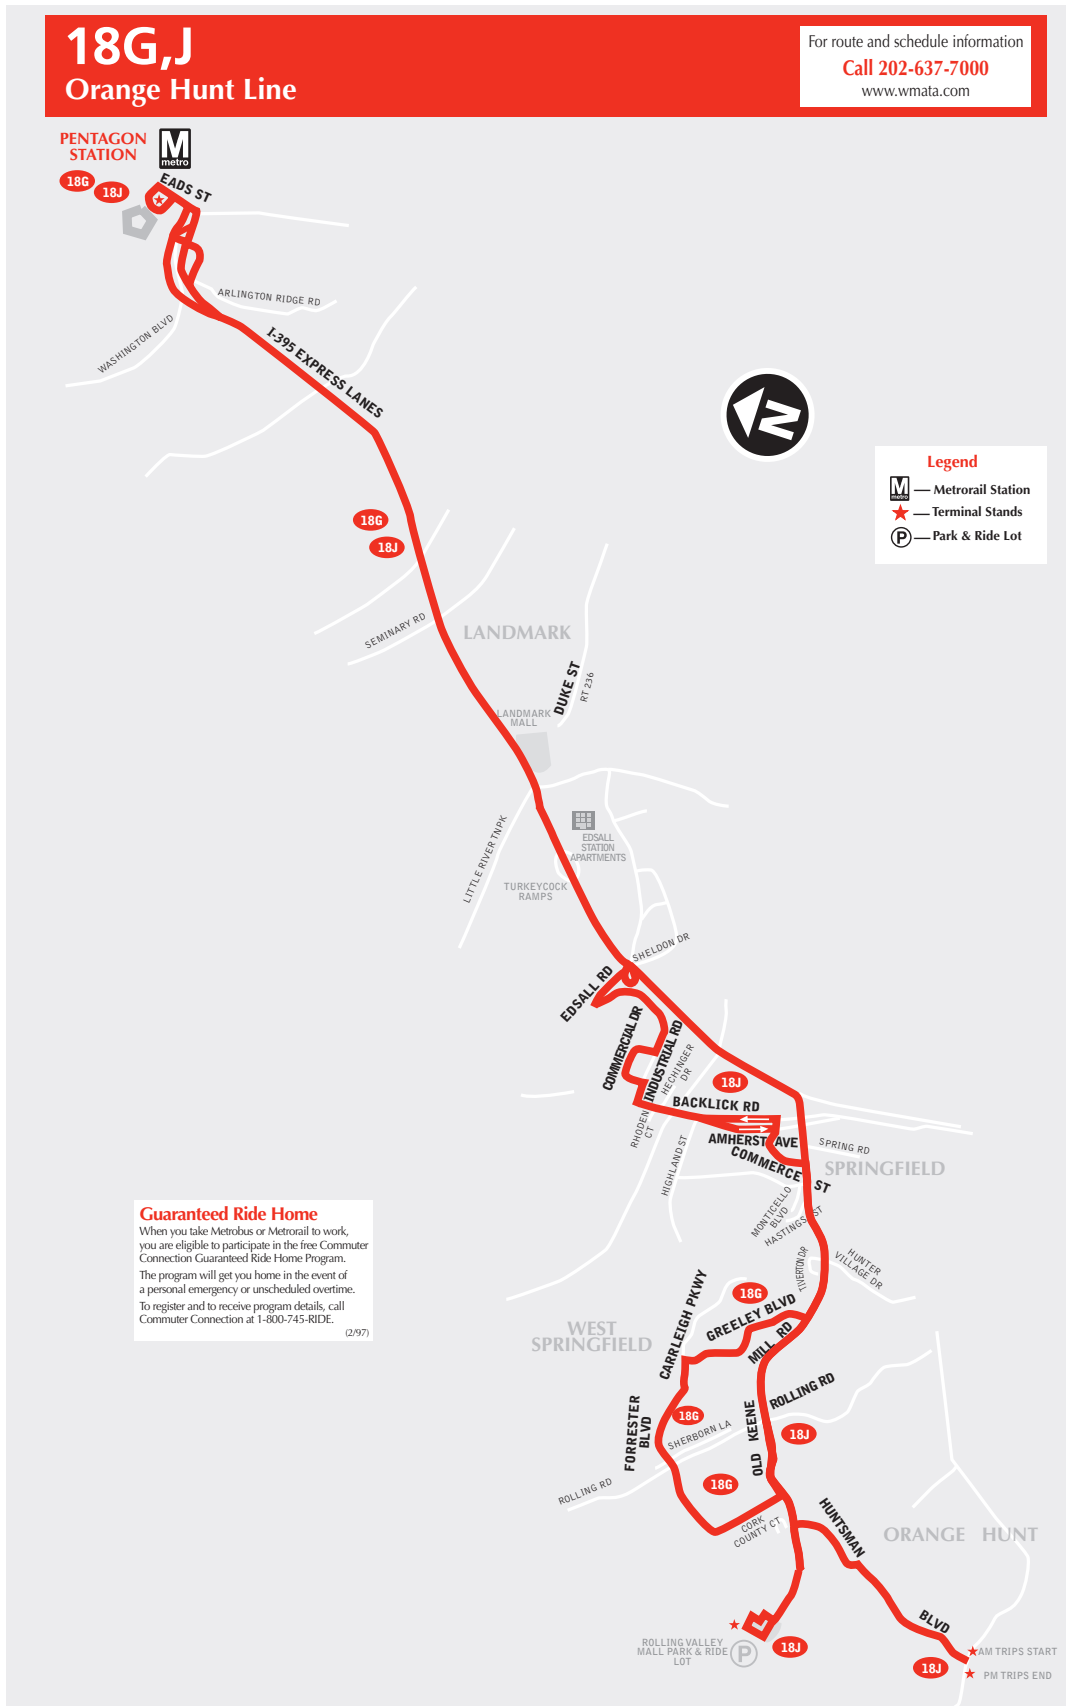 18G,J
Orange Hunt Line
For route and schedule information
Call 202-637-7000
www.wmata.com
PENTAGON
STATION
M
metro
18G
18J
EADS ST
ARLINGTON RIDGE RD
WASHINGTON BLVD
I-395 EXPRESS LANES
N
Legend
M
metro
— Metrorail Station
— Terminal Stands
P
— Park & Ride Lot
18G
18J
SEMINARY RD
LANDMARK
DUKE ST
RT 236
LANDMARK
MALL
LITTLE RIVER TNPK
EDSALL
STATION
APARTMENTS
TURKEYCOCK
RAMPS
SHELDON DR
EDSALL RD
COMMERCIAL DR
INDUSTRIAL RD
HECHINGER
DR
18J
BACKLICK RD
RHODEN
CT
AMHERST AVE
SPRING RD
HIGHLAND ST
COMMERCE ST
SPRINGFIELD
MONTICELLO
BLVD
HASTINGS ST
Guaranteed Ride Home
When you take Metrobus or Metrorail to work,
you are eligible to participate in the free Commuter
Connection Guaranteed Ride Home Program.
The program will get you home in the event of
a personal emergency or unscheduled overtime.
To register and to receive program details, call
Commuter Connection at 1-800-745-RIDE.
(2/97)
TIVERTON DR
HUNTER
VILLAGE DR
CARRLEIGH PKWY
18G
GREELEY BLVD
WEST
SPRINGFIELD
OLD KEENE MILL RD
ROLLING RD
FORRESTER
BLVD
18G
SHERBORN LA
18J
ROLLING RD
18G
CORK
COUNTY CT
HUNTSMAN BLVD
ORANGE HUNT
ROLLING VALLEY
MALL PARK & RIDE
LOT
P
18J
18J
AM TRIPS START
PM TRIPS END